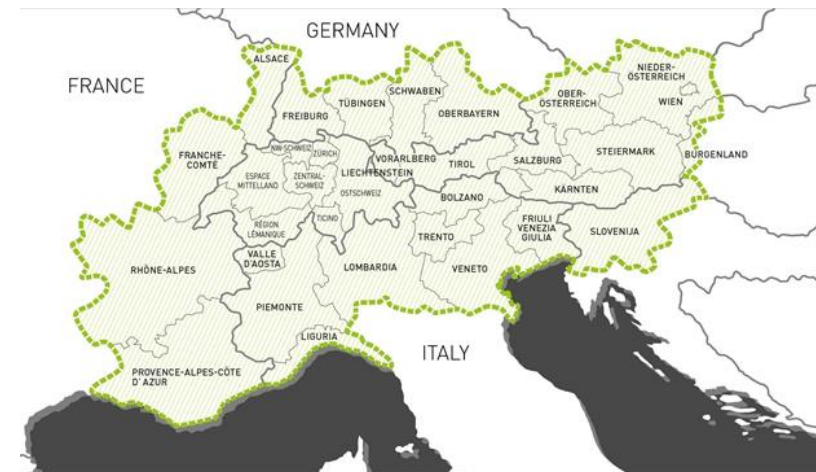 GERMANY
FRANCE
ALSACE
FREIBURG
TÜBINGEN
SCHWABEN
OBERBAYERN
OBER-
ÖSTERREICH
NIEDER-
ÖSTERREICH
WIEN
FRANCHE-
COMTÉ
NW-SCHWEIZ
ZÜRICH
ESPACE
MITTELLAND
ZENTRAL-
SCHWEIZ
LIECHTENSTEIN
OSTSCHWEIZ
VORARLBERG
TIROL
SALZBURG
STEIERMARK
BURGENLAND
KÄRNTEN
BOLZANO
RÉGION
LÉMANIQUE
TICINO
TRENTO
FRIULI
VENEZIA
GIULIA
SLOVENIJA
RHÔNE-ALPES
VALLE
D'AOSTA
LOMBARDIA
VENETO
PIEMONTE
LIGURIA
ITALY
PROVENCE-ALPES-CÔTE
D' AZUR